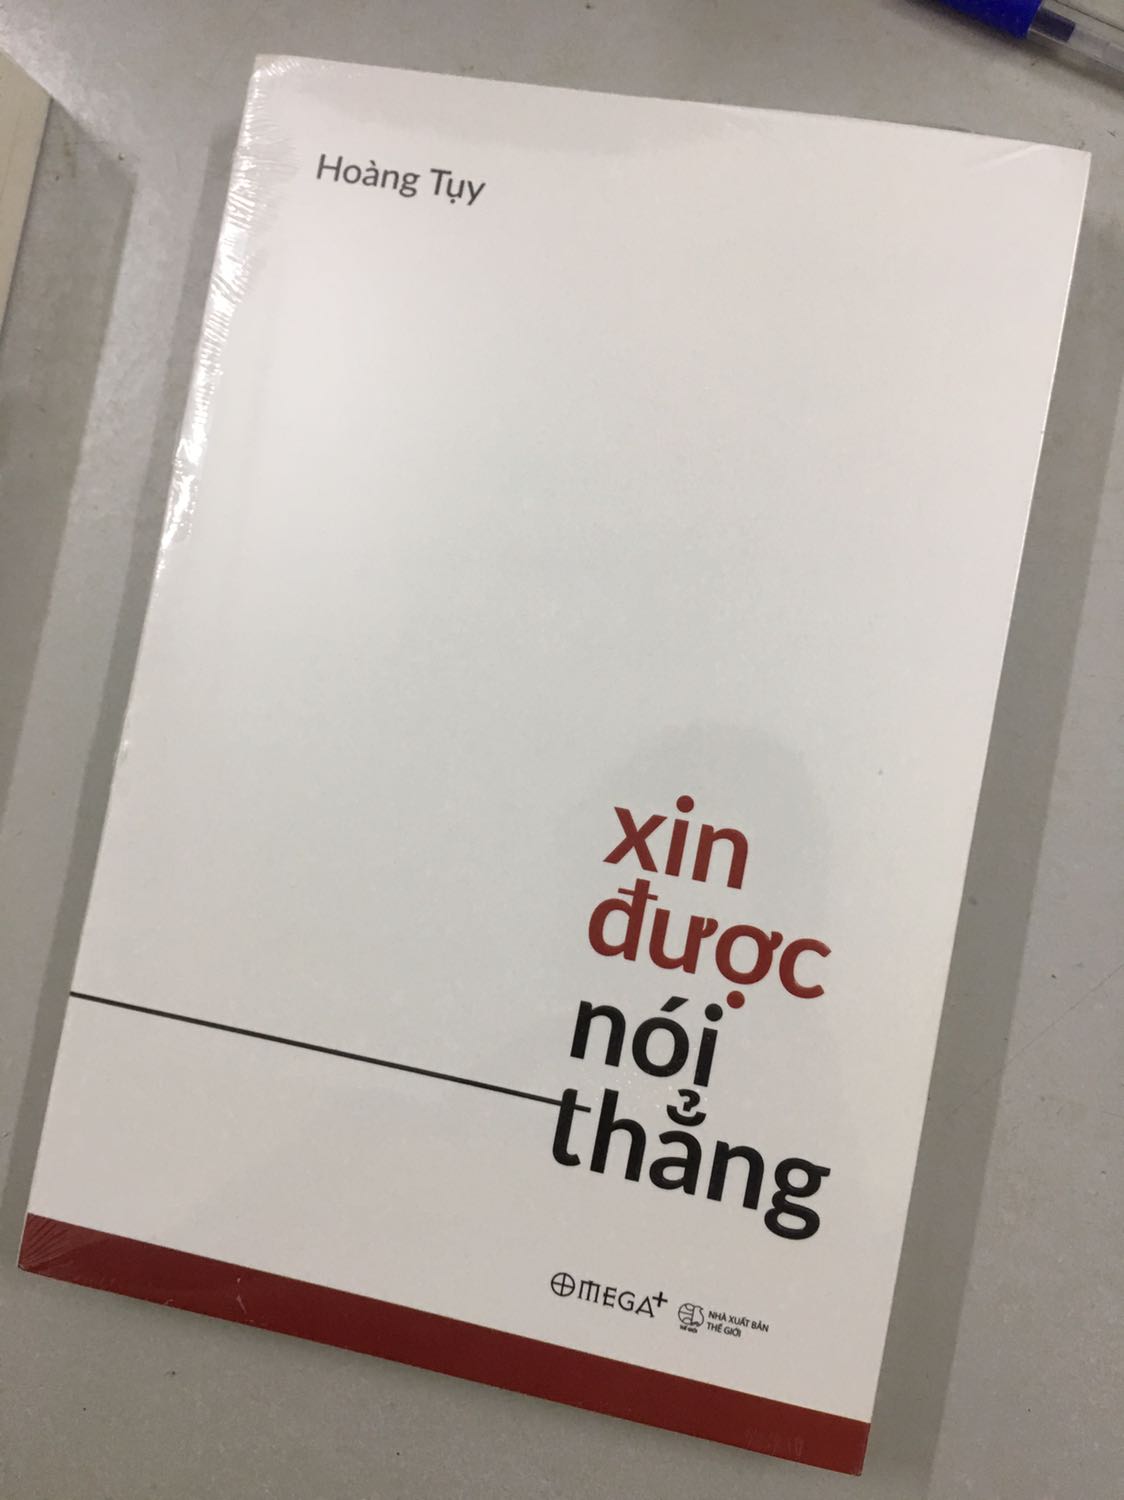 Hoàng Tụy
xin
được
nói
thẳng
OMEGA+
NHÀ XUẤT BẢN
THẾ GIỚI